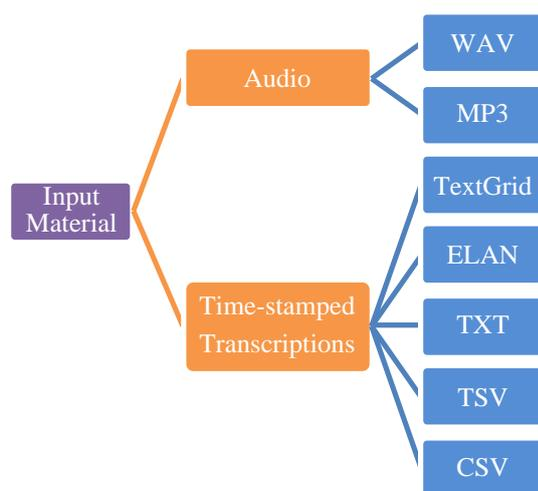 Input
Material
Audio
WAV
MP3
Time-stamped
Transcriptions
TextGrid
ELAN
TXT
TSV
CSV